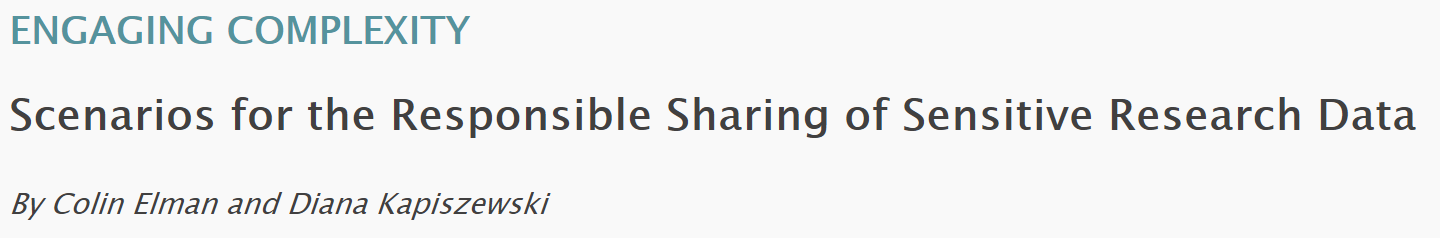 ENGAGING COMPLEXITY
Scenarios for the Responsible Sharing of Sensitive Research Data
By Colin Elman and Diana Kapiszewski